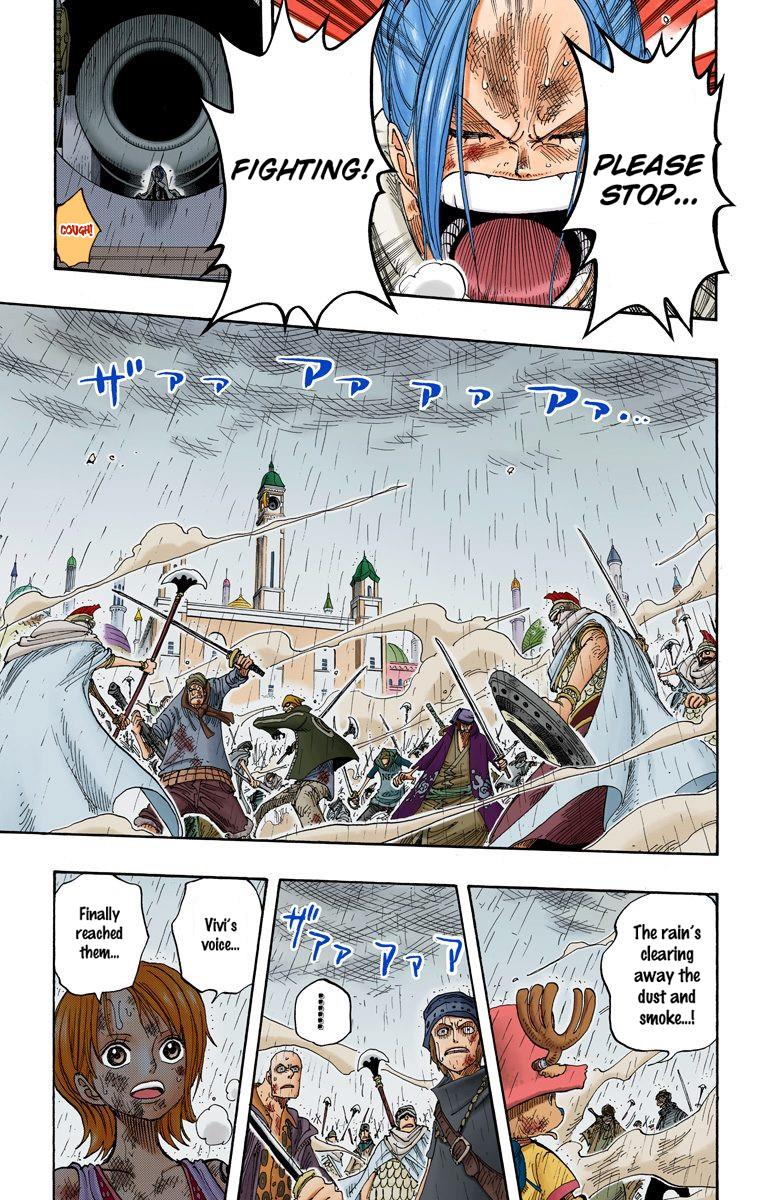 PLEASE
STOP...
FIGHTING!
COUGH!
ザァァ アァァァ アァ...
The rain's
clearing
away the
dust and
smoke...!
ザァァァァ
!!!!!
Vivi's
voice...
Finally
reached
them...